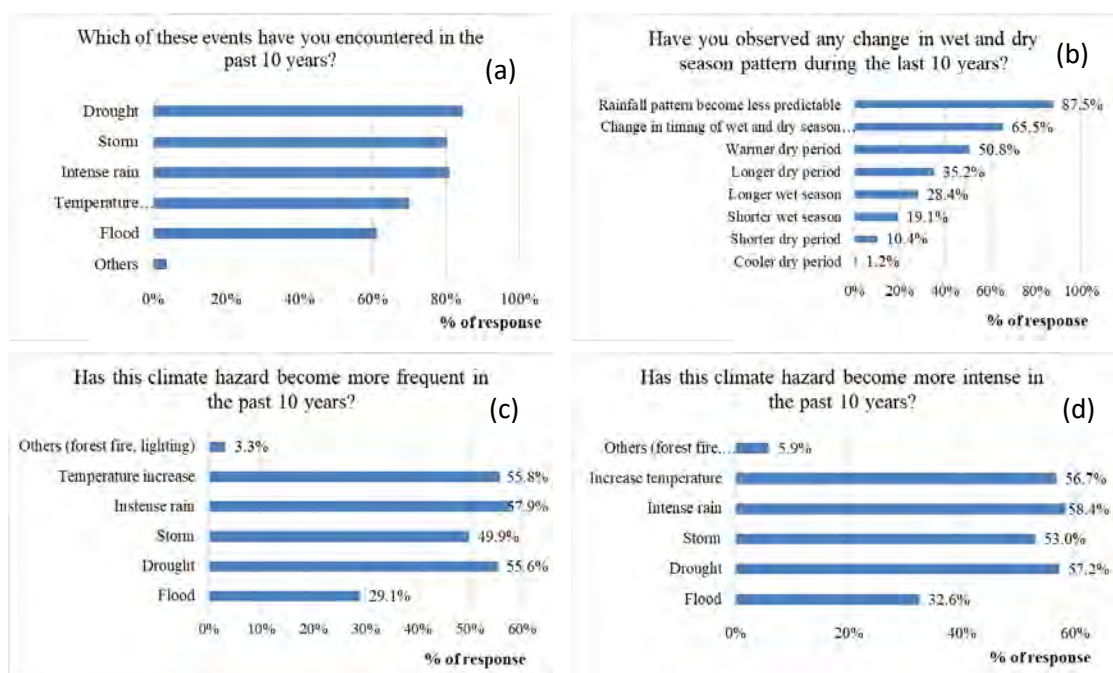 Which of these events have you encountered in the
past 10 years?
(a)
Drought
Storm
Intense rain
Temperature…
Flood
Others
0% 20% 40% 60% 80% 100%
% of response
Have you observed any change in wet and dry
season pattern during the last 10 years?
(b)
Rainfall pattern become less predictable 87.5%
Change in timing of wet and dry season… 65.5%
Warmer dry period 50.8%
Longer dry period 35.2%
Longer wet season 28.4%
Shorter wet season 19.1%
Shorter dry period 10.4%
Cooler dry period 1.2%
0% 20% 40% 60% 80% 100%
% of response
Has this climate hazard become more frequent in
the past 10 years?
(c)
Others (forest fire, lighting) 3.3%
Temperature increase 55.8%
Instense rain 57.9%
Storm 49.9%
Drought 55.6%
Flood 29.1%
0% 10% 20% 30% 40% 50% 60%
% of response
Has this climate hazard become more intense in
the past 10 years?
(d)
Others (forest fire,… 5.9%
Increase temperature 56.7%
Intense rain 58.4%
Storm 53.0%
Drought 57.2%
Flood 32.6%
0% 20% 40% 60%
% of response